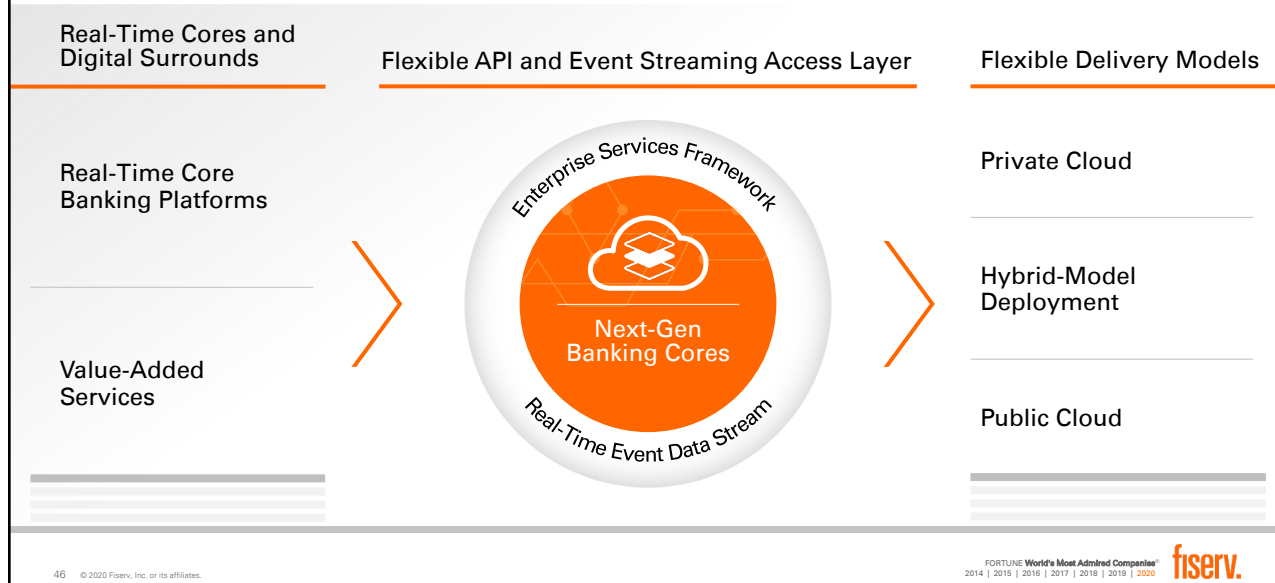 Real-Time Cores and
Digital Surrounds
Flexible API and Event Streaming Access Layer
Flexible Delivery Models
Real-Time Core
Banking Platforms
Value-Added
Services
Enterprise Services Framework
Next-Gen
Banking Cores
Real-Time Event Data Stream
Private Cloud
Hybrid-Model
Deployment
Public Cloud
46 © 2020 Fiserv, Inc. or its affiliates.
FORTUNE World's Most Admired Companies®
2014 | 2015 | 2016 | 2017 | 2018 | 2019 | 2020
fiserv.